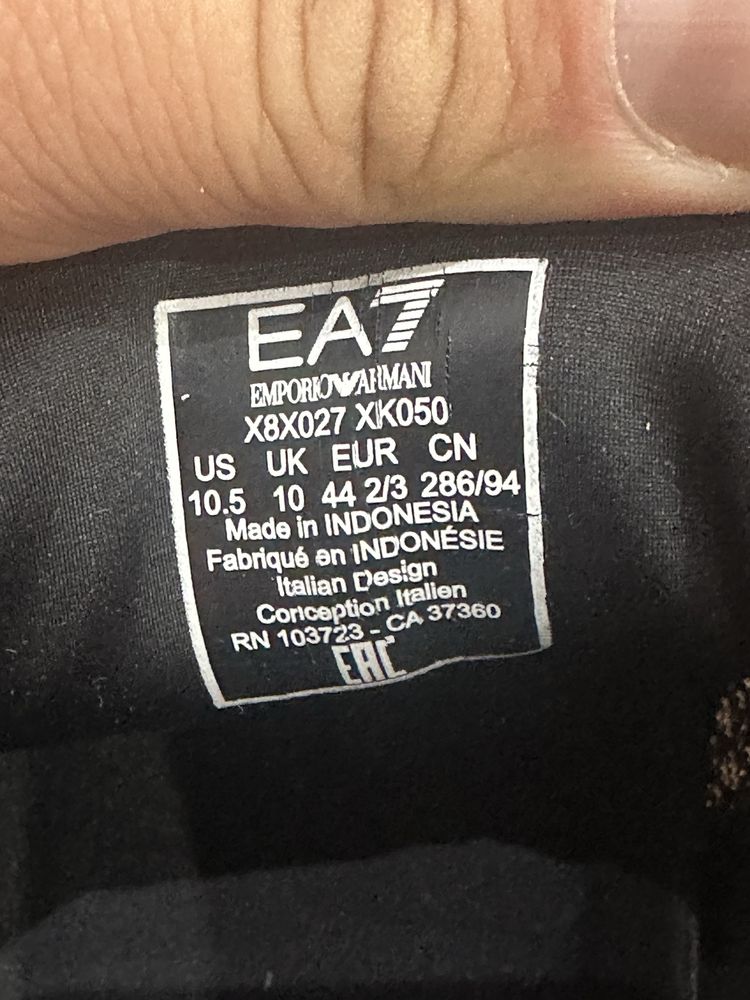 EA7
EMPORIO ARMANI
X8X027 XK050
US UK EUR CN
10.5 10 44 2/3 286/94
Made in INDONESIA
Fabriqué en INDONÉSIE
Italian Design
Conception Italien
RN 103723 - CA 37360
EAC